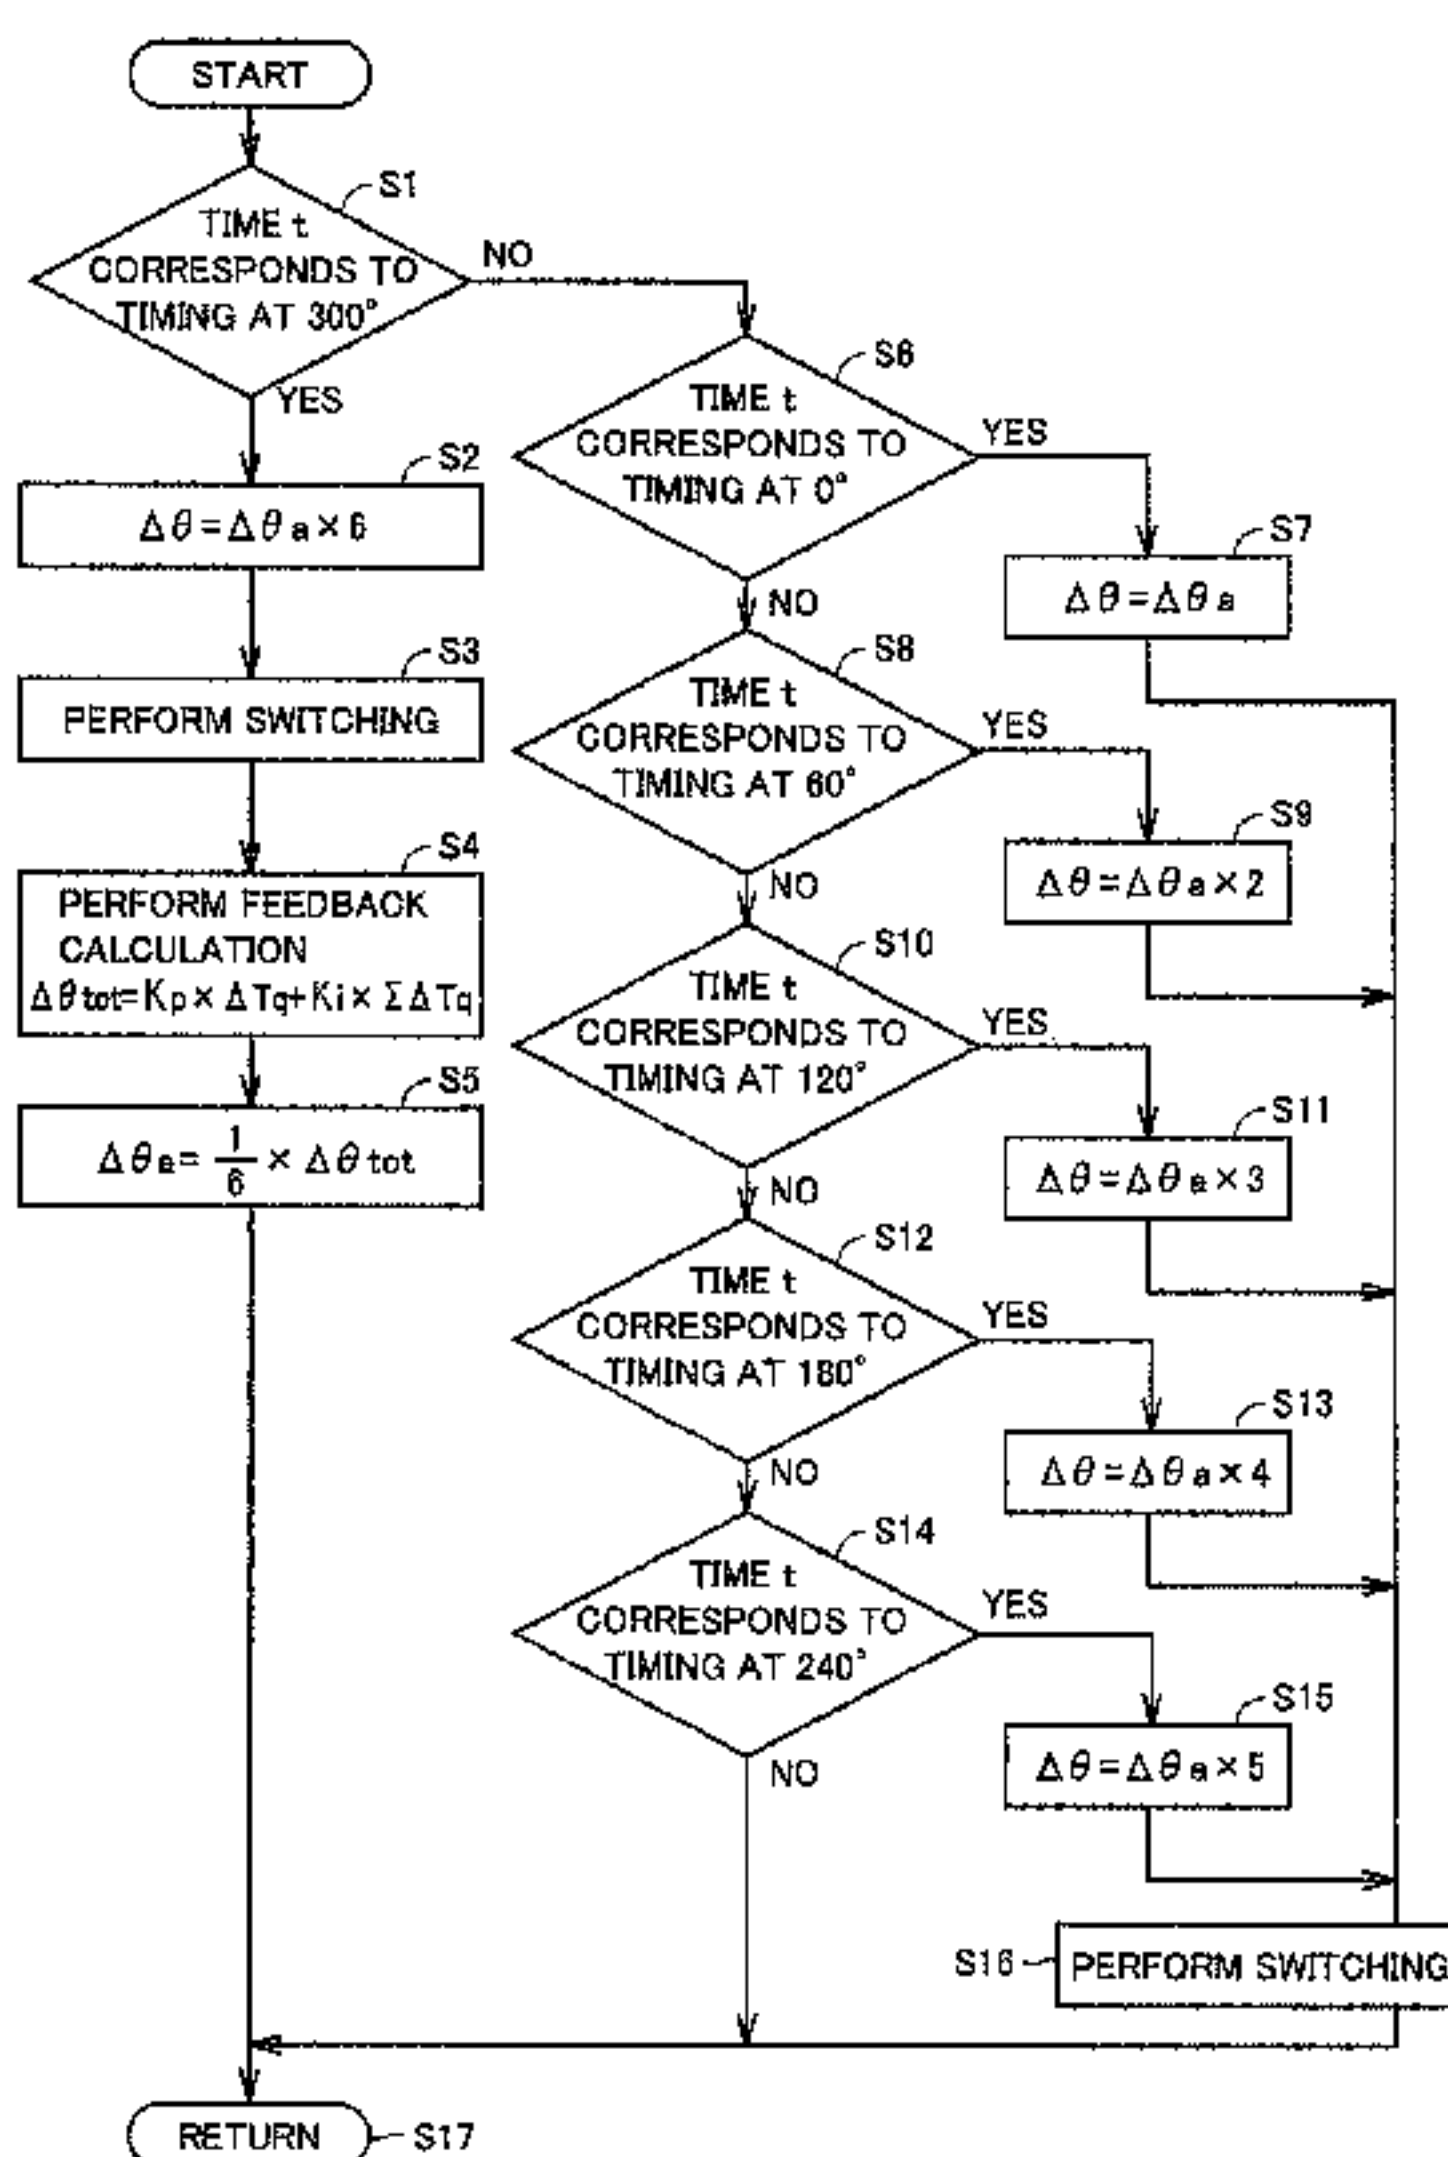 START
S1
TIME t
CORRESPONDS TO
TIMING AT 300°
NO
YES
S2
Δθ=Δθa×6
S3
PERFORM SWITCHING
S4
PERFORM FEEDBACK
CALCULATION
Δθtot=Kp×ΔTq+Ki×ΣΔTq
S5
Δθa= 1/6 × Δθtot
S6
TIME t
CORRESPONDS TO
TIMING AT 0°
YES
NO
S7
Δθ=Δθa
S8
TIME t
CORRESPONDS TO
TIMING AT 60°
YES
NO
S9
Δθ=Δθa×2
S10
TIME t
CORRESPONDS TO
TIMING AT 120°
YES
NO
S11
Δθ=Δθa×3
S12
TIME t
CORRESPONDS TO
TIMING AT 180°
YES
NO
S13
Δθ=Δθa×4
S14
TIME t
CORRESPONDS TO
TIMING AT 240°
YES
NO
S15
Δθ=Δθa×5
S16
PERFORM SWITCHING
RETURN
S17